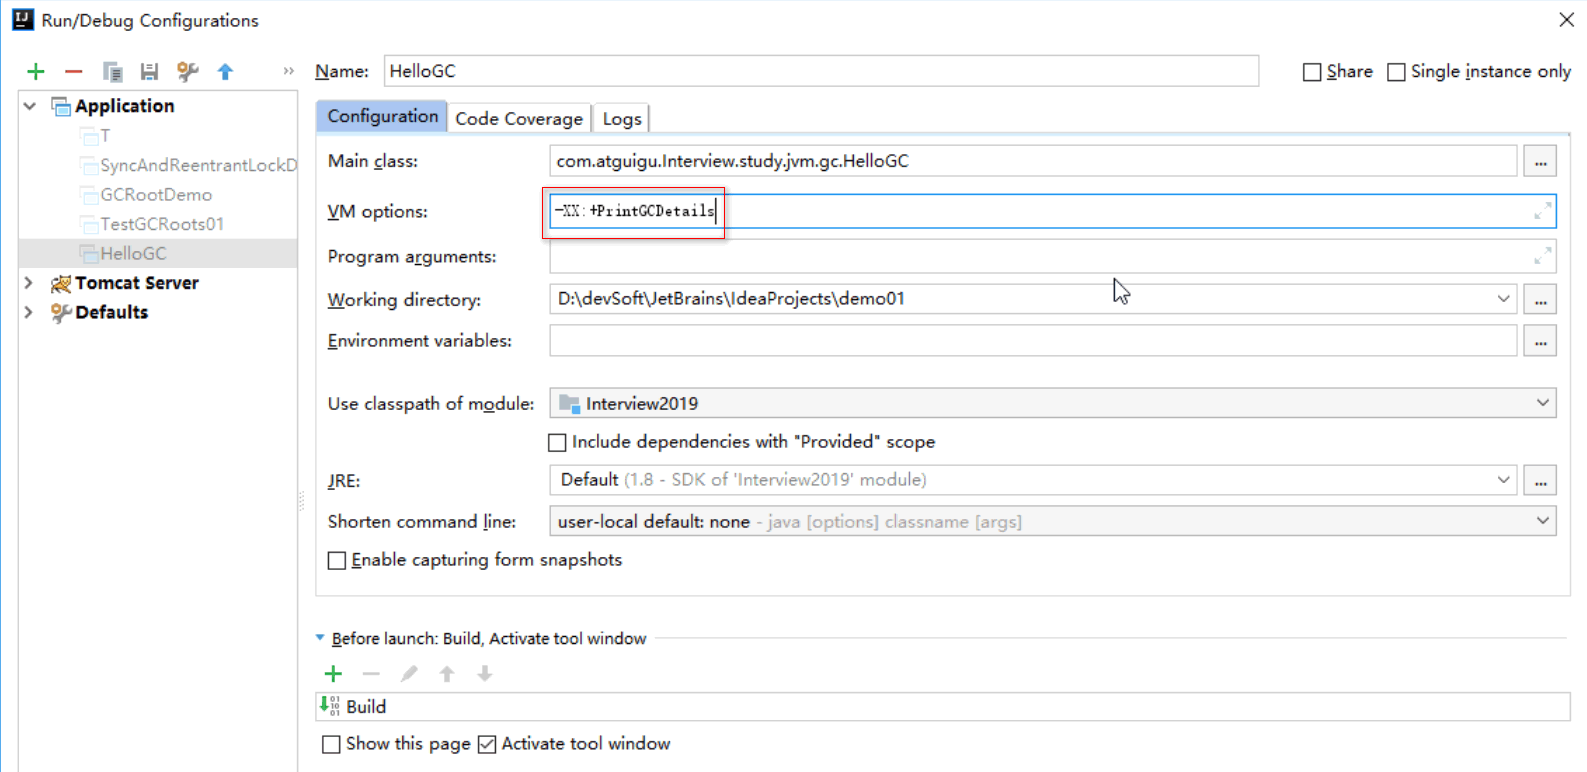 Run/Debug Configurations
Name: HelloGC
Share
Single instance only
Application
T
SyncAndReentrantLockD
GCRootDemo
TestGCRoots01
HelloGC
Tomcat Server
Defaults
Configuration
Code Coverage
Logs
Main class: com.atguigu.Interview.study.jvm.gc.HelloGC ...
VM options: -XX:+PrintGCDetails
Program arguments:
Working directory: D:\devSoft\JetBrains\IdeaProjects\demo01 ...
Environment variables: ...
Use classpath of module: Interview2019
Include dependencies with "Provided" scope
JRE: Default (1.8 - SDK of 'Interview2019' module) ...
Shorten command line: user-local default: none - java [options] classname [args]
Enable capturing form snapshots
Before launch: Build, Activate tool window
Build
Show this page
Activate tool window